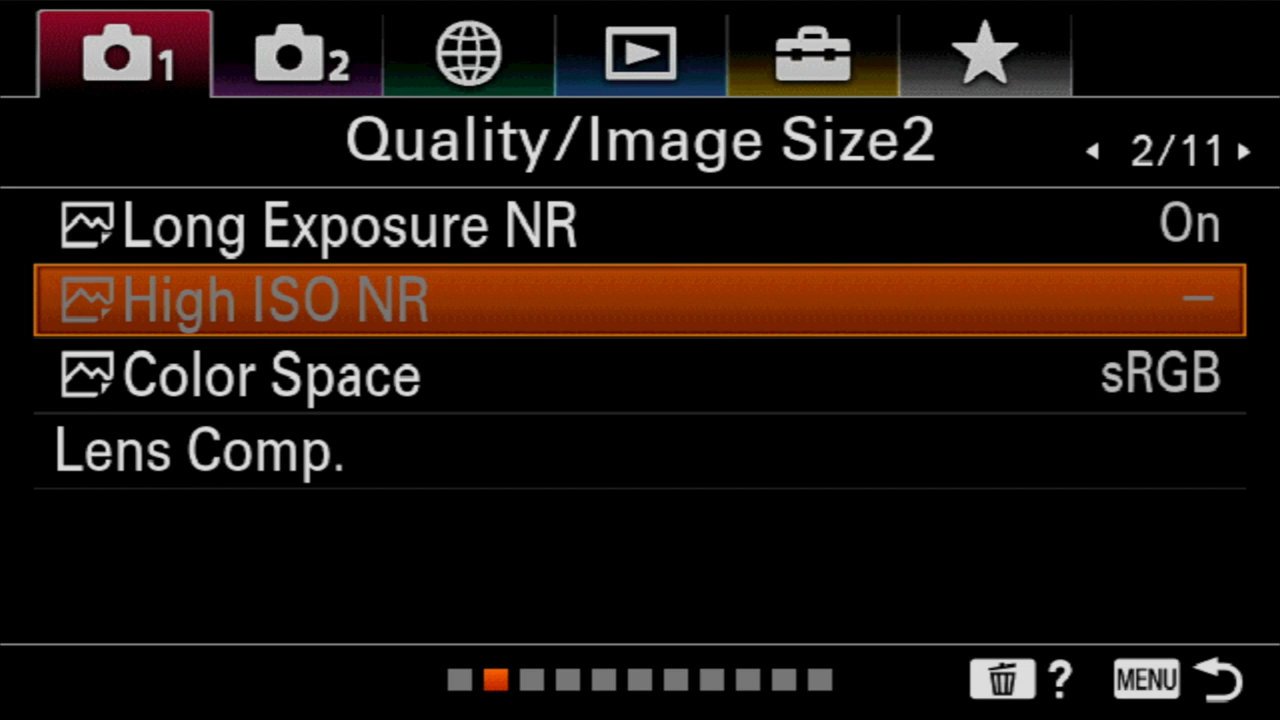 1 2
Quality/Image Size2 2/11
Long Exposure NR On
High ISO NR –
Color Space sRGB
Lens Comp.
? MENU